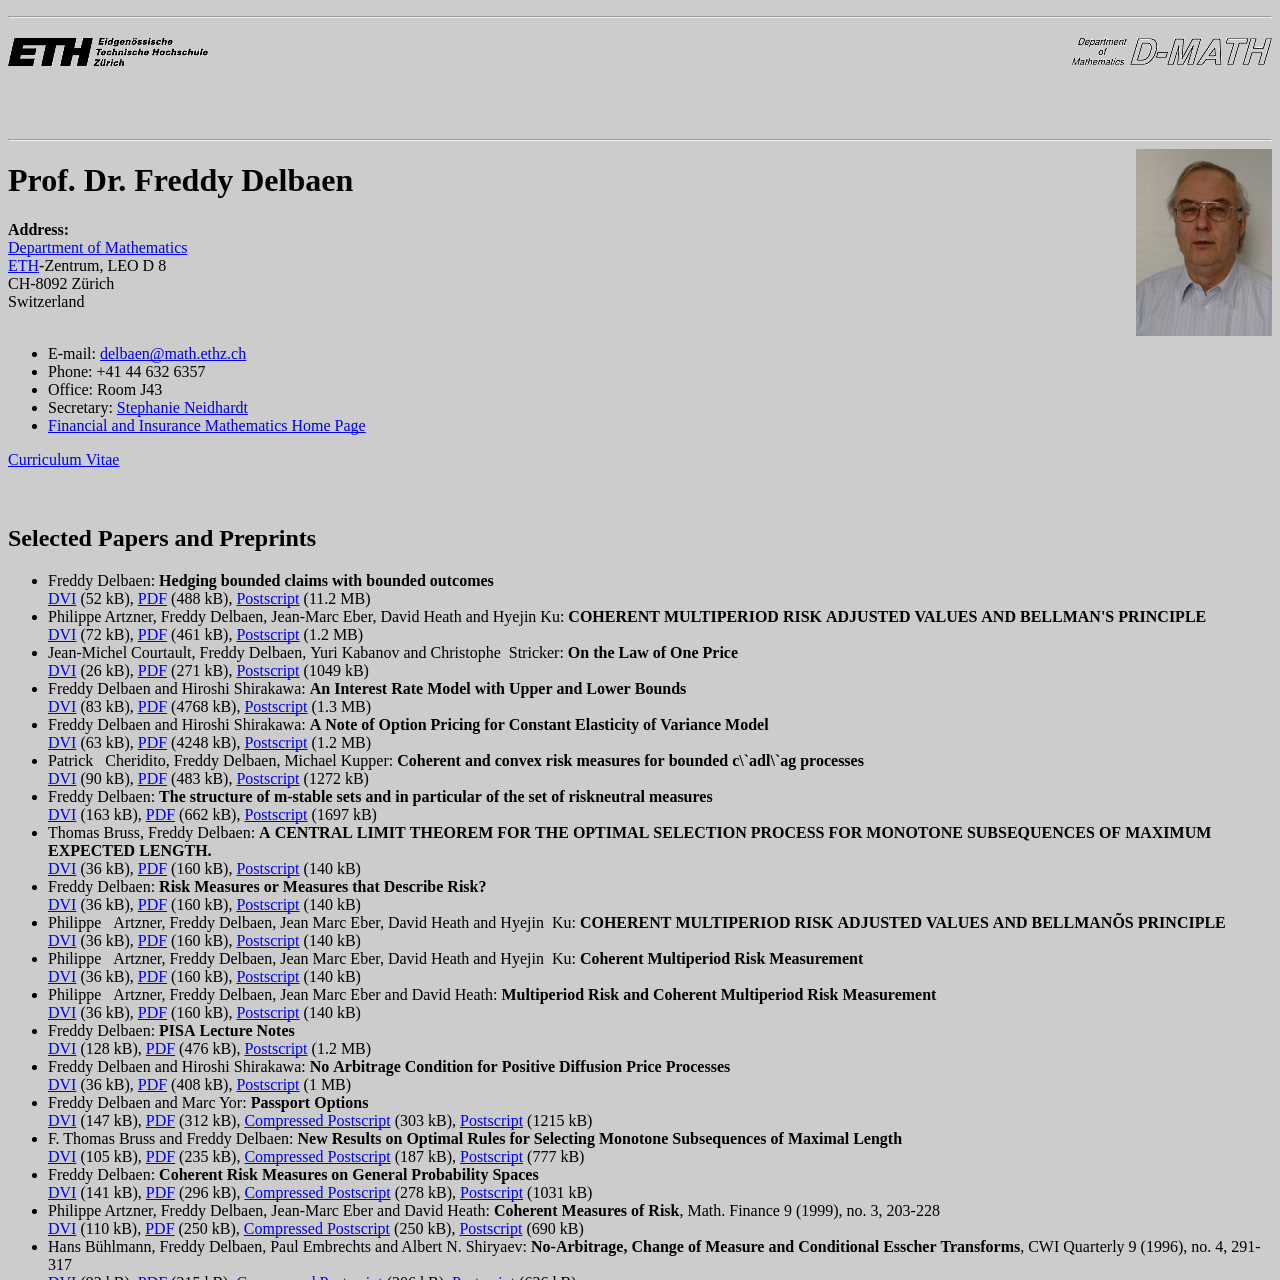 ETH Eidgenössische
Technische Hochschule
Zürich
Department
of
Mathematics D-MATH
Prof. Dr. Freddy Delbaen
Address:
Department of Mathematics
ETH-Zentrum, LEO D 8
CH-8092 Zürich
Switzerland
• E-mail: delbaen@math.ethz.ch
• Phone: +41 44 632 6357
• Office: Room J43
• Secretary: Stephanie Neidhardt
• Financial and Insurance Mathematics Home Page
Curriculum Vitae
Selected Papers and Preprints
• Freddy Delbaen: Hedging bounded claims with bounded outcomes
DVI (52 kB), PDF (488 kB), Postscript (11.2 MB)
• Philippe Artzner, Freddy Delbaen, Jean-Marc Eber, David Heath and Hyejin Ku: COHERENT MULTIPERIOD RISK ADJUSTED VALUES AND BELLMAN'S PRINCIPLE
DVI (72 kB), PDF (461 kB), Postscript (1.2 MB)
• Jean-Michel Courtault, Freddy Delbaen, Yuri Kabanov and Christophe Stricker: On the Law of One Price
DVI (26 kB), PDF (271 kB), Postscript (1049 kB)
• Freddy Delbaen and Hiroshi Shirakawa: An Interest Rate Model with Upper and Lower Bounds
DVI (83 kB), PDF (4768 kB), Postscript (1.3 MB)
• Freddy Delbaen and Hiroshi Shirakawa: A Note of Option Pricing for Constant Elasticity of Variance Model
DVI (63 kB), PDF (4248 kB), Postscript (1.2 MB)
• Patrick Cheridito, Freddy Delbaen, Michael Kupper: Coherent and convex risk measures for bounded c\`adl\`ag processes
DVI (90 kB), PDF (483 kB), Postscript (1272 kB)
• Freddy Delbaen: The structure of m-stable sets and in particular of the set of riskneutral measures
DVI (163 kB), PDF (662 kB), Postscript (1697 kB)
• Thomas Bruss, Freddy Delbaen: A CENTRAL LIMIT THEOREM FOR THE OPTIMAL SELECTION PROCESS FOR MONOTONE SUBSEQUENCES OF MAXIMUM
EXPECTED LENGTH.
DVI (36 kB), PDF (160 kB), Postscript (140 kB)
• Freddy Delbaen: Risk Measures or Measures that Describe Risk?
DVI (36 kB), PDF (160 kB), Postscript (140 kB)
• Philippe Artzner, Freddy Delbaen, Jean Marc Eber, David Heath and Hyejin Ku: COHERENT MULTIPERIOD RISK ADJUSTED VALUES AND BELLMANÕS PRINCIPLE
DVI (36 kB), PDF (160 kB), Postscript (140 kB)
• Philippe Artzner, Freddy Delbaen, Jean Marc Eber, David Heath and Hyejin Ku: Coherent Multiperiod Risk Measurement
DVI (36 kB), PDF (160 kB), Postscript (140 kB)
• Philippe Artzner, Freddy Delbaen, Jean Marc Eber and David Heath: Multiperiod Risk and Coherent Multiperiod Risk Measurement
DVI (36 kB), PDF (160 kB), Postscript (140 kB)
• Freddy Delbaen: PISA Lecture Notes
DVI (128 kB), PDF (476 kB), Postscript (1.2 MB)
• Freddy Delbaen and Hiroshi Shirakawa: No Arbitrage Condition for Positive Diffusion Price Processes
DVI (36 kB), PDF (408 kB), Postscript (1 MB)
• Freddy Delbaen and Marc Yor: Passport Options
DVI (147 kB), PDF (312 kB), Compressed Postscript (303 kB), Postscript (1215 kB)
• F. Thomas Bruss and Freddy Delbaen: New Results on Optimal Rules for Selecting Monotone Subsequences of Maximal Length
DVI (105 kB), PDF (235 kB), Compressed Postscript (187 kB), Postscript (777 kB)
• Freddy Delbaen: Coherent Risk Measures on General Probability Spaces
DVI (141 kB), PDF (296 kB), Compressed Postscript (278 kB), Postscript (1031 kB)
• Philippe Artzner, Freddy Delbaen, Jean-Marc Eber and David Heath: Coherent Measures of Risk, Math. Finance 9 (1999), no. 3, 203-228
DVI (110 kB), PDF (250 kB), Compressed Postscript (250 kB), Postscript (690 kB)
• Hans Bühlmann, Freddy Delbaen, Paul Embrechts and Albert N. Shiryaev: No-Arbitrage, Change of Measure and Conditional Esscher Transforms, CWI Quarterly 9 (1996), no. 4, 291-
317